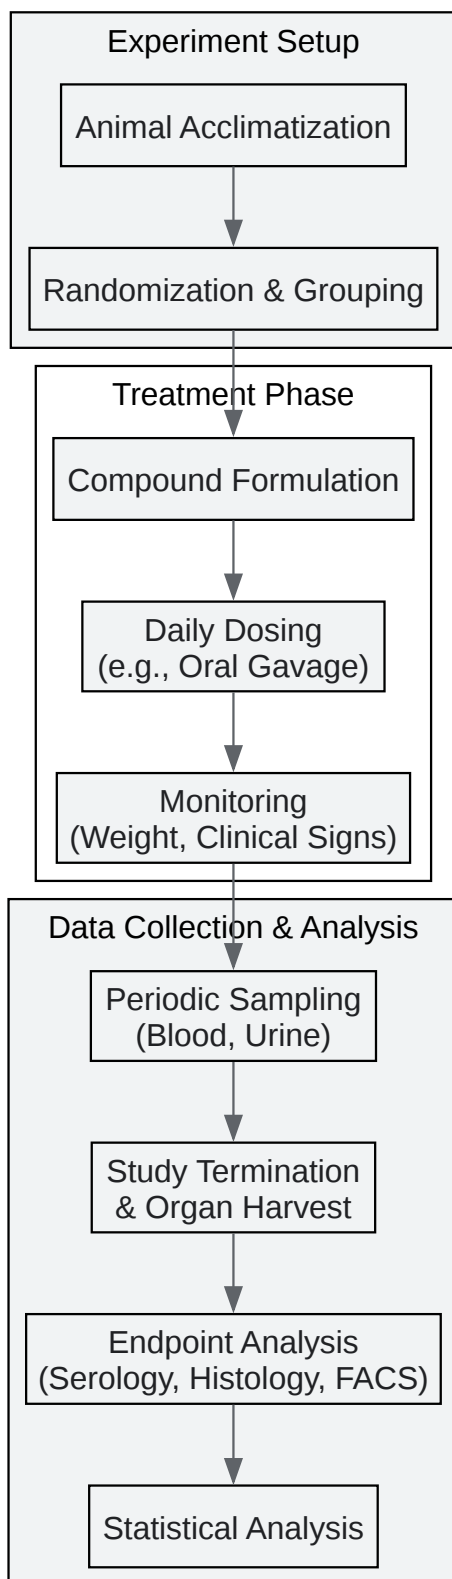 Experiment Setup
Animal Acclimatization
Randomization & Grouping
Treatment Phase
Compound Formulation
Daily Dosing
(e.g., Oral Gavage)
Monitoring
(Weight, Clinical Signs)
Data Collection & Analysis
Periodic Sampling
(Blood, Urine)
Study Termination
& Organ Harvest
Endpoint Analysis
(Serology, Histology, FACS)
Statistical Analysis